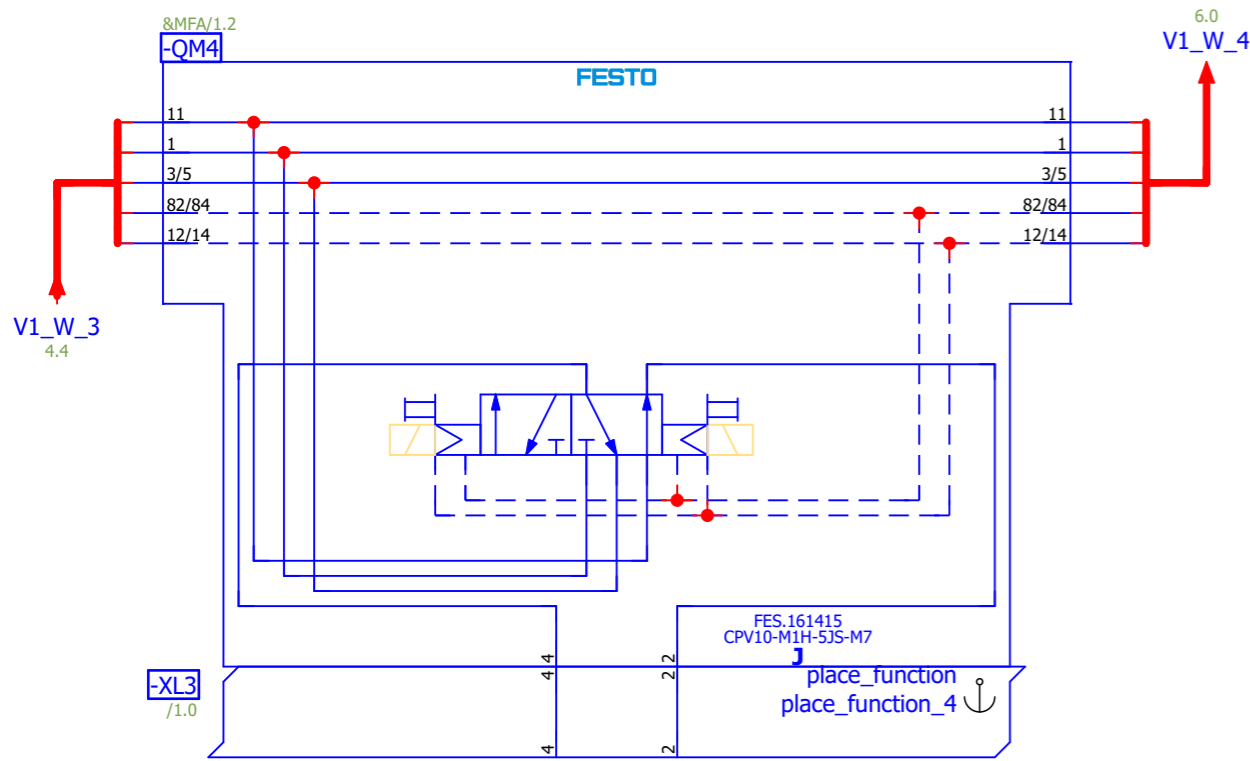 &MFA/1.2
-QM4
6.0
V1_W_4
FESTO
11
11
1
1
3/5
3/5
82/84
82/84
12/14
12/14
V1_W_3
4.4
FES.161415
CPV10-M1H-5JS-M7
J
4
2
4
2
-XL3
/1.0
place_function
place_function_4
4
2